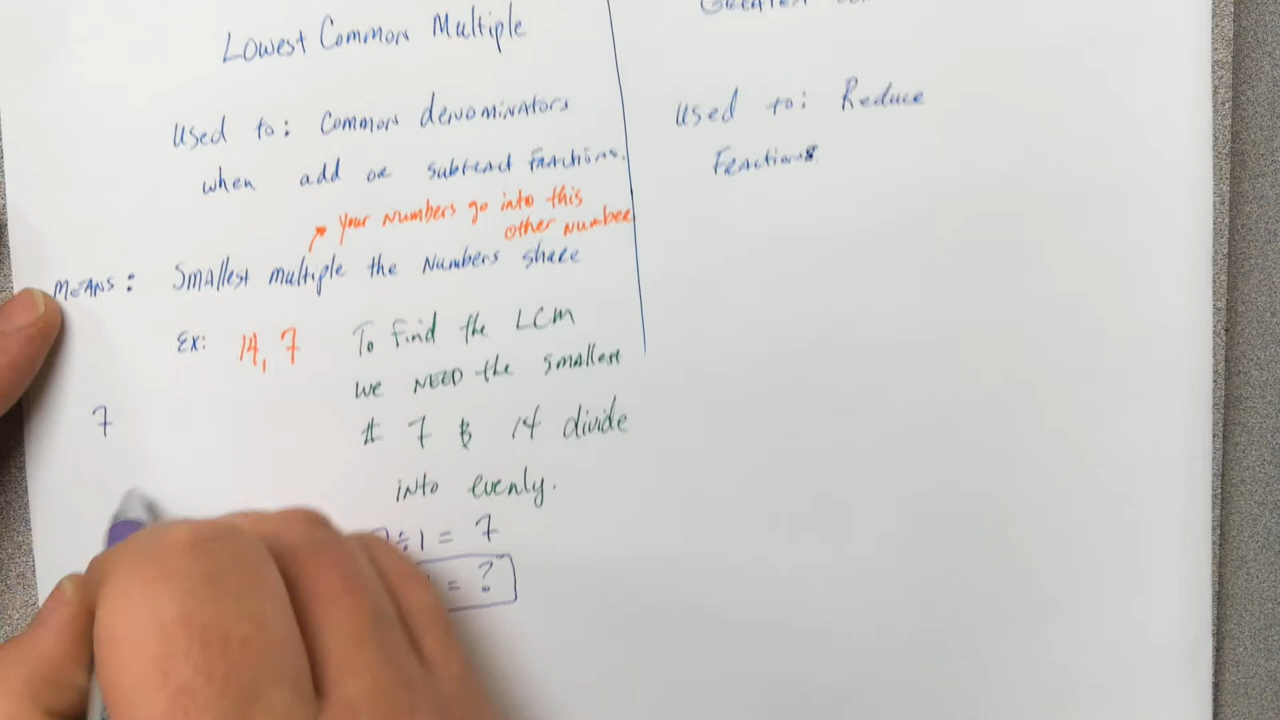 Lowest Common Multiple
Used to: Common denominators
when add or subtract fractions.
Your numbers go into this
other number
Means: Smallest multiple the numbers share
Ex: 14, 7
To find the LCM
we NEED the smallest
# 7 & 14 divide
into evenly.
7
÷1 = 7
= ?
Greatest
Used to: Reduce
Fractions